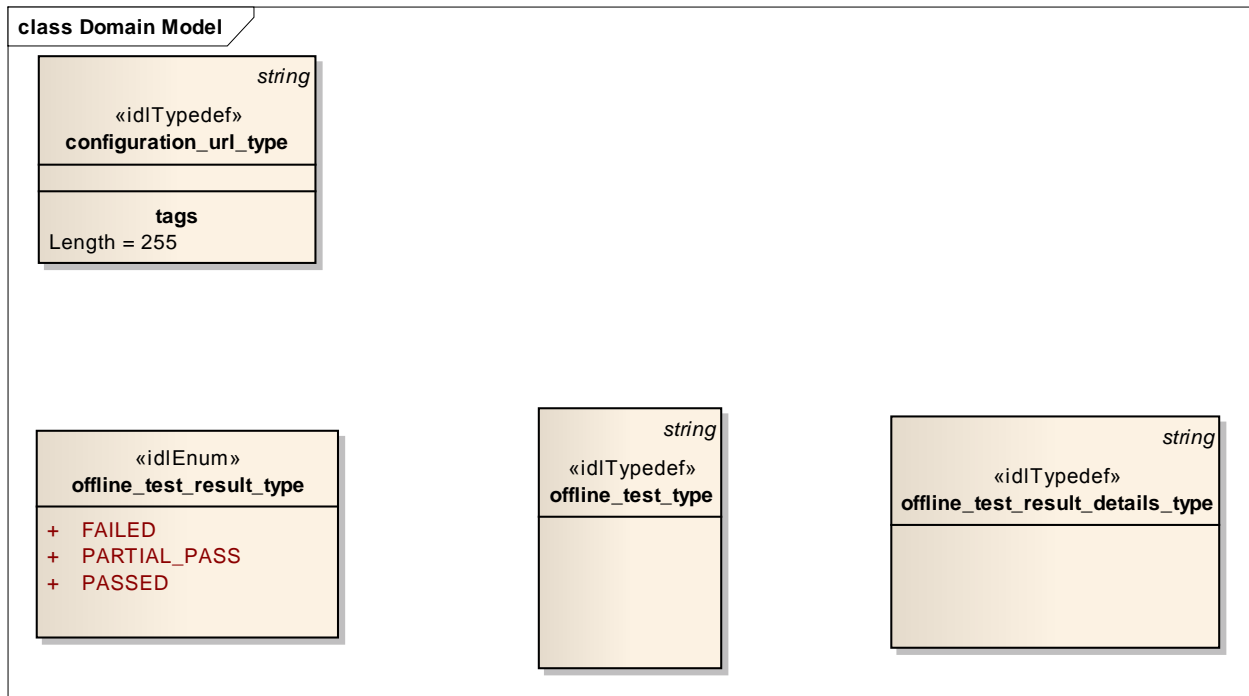 class Domain Model
string
«idlTypedef»
configuration_url_type
tags
Length = 255
«idlEnum»
offline_test_result_type
+ FAILED
+ PARTIAL_PASS
+ PASSED
string
«idlTypedef»
offline_test_type
string
«idlTypedef»
offline_test_result_details_type